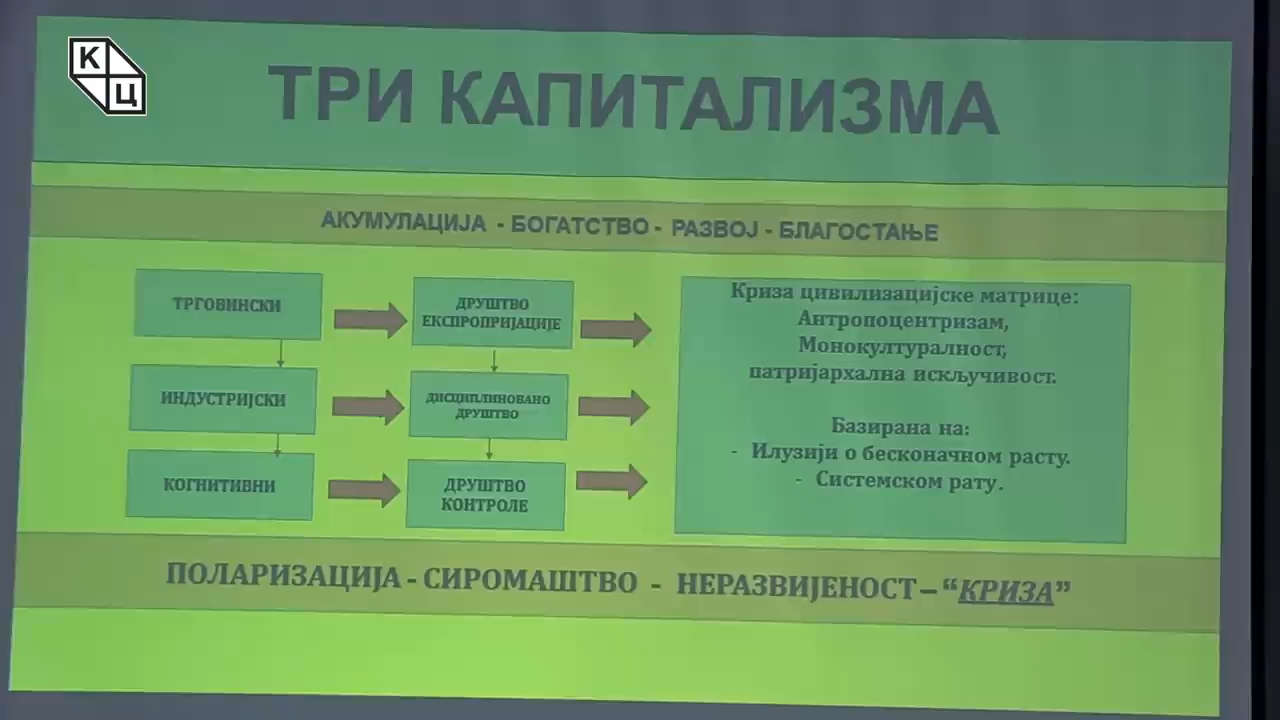 КЦ
ТРИ КАПИТАЛИЗМА
АКУМУЛАЦИЈА - БОГАТСТВО - РАЗВОЈ - БЛАГОСТАЊЕ
ТРГОВИНСКИ
ДРУШТВО
ЕКСПРОПРИЈАЦИЈЕ
ИНДУСТРИЈСКИ
ДИСЦИПЛИНОВАНО
ДРУШТВО
КОГНИТИВНИ
ДРУШТВО
КОНТРОЛЕ
Криза цивилизацијске матрице:
Антропоцентризам,
Монокултуралност,
патријархална искључивост.
Базирана на:
- Илузији о бесконачном расту.
- Системском рату.
ПОЛАРИЗАЦИЈА - СИРОМАШТВО - НЕРАЗВИЈЕНОСТ – “КРИЗА”